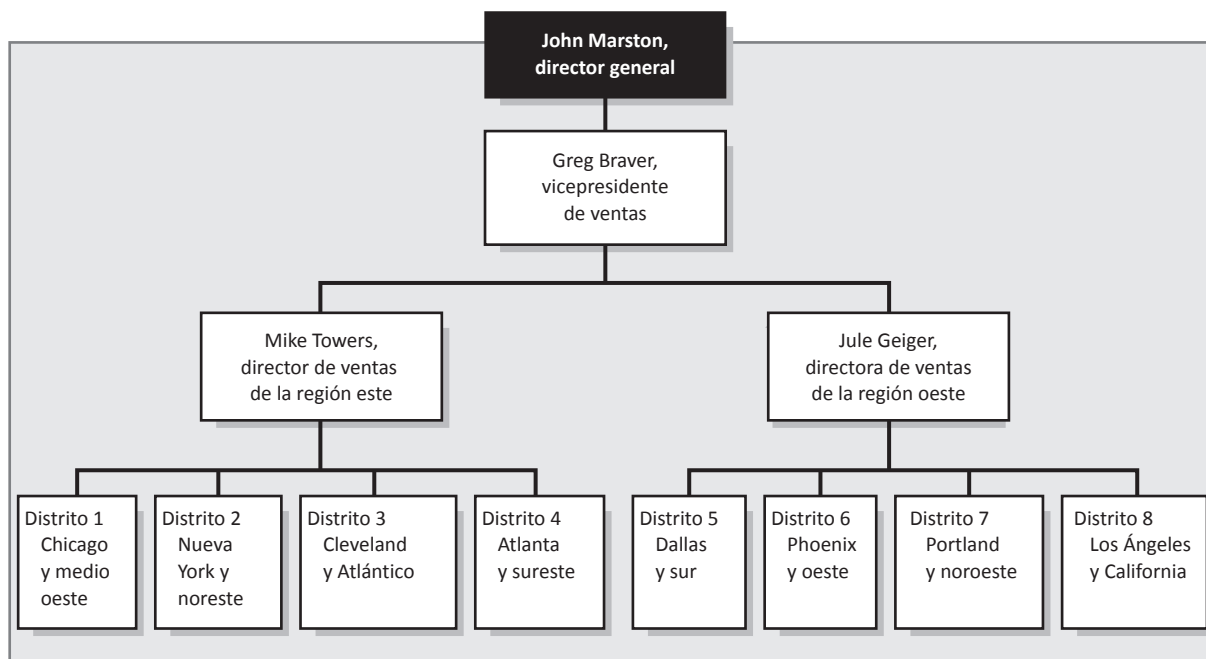 John Marston,
director general
Greg Braver,
vicepresidente
de ventas
Mike Towers,
director de ventas
de la región este
Jule Geiger,
directora de ventas
de la región oeste
Distrito 1
Chicago
y medio
oeste
Distrito 2
Nueva
York y
noreste
Distrito 3
Cleveland
y Atlántico
Distrito 4
Atlanta
y sureste
Distrito 5
Dallas
y sur
Distrito 6
Phoenix
y oeste
Distrito 7
Portland
y noroeste
Distrito 8
Los Ángeles
y California